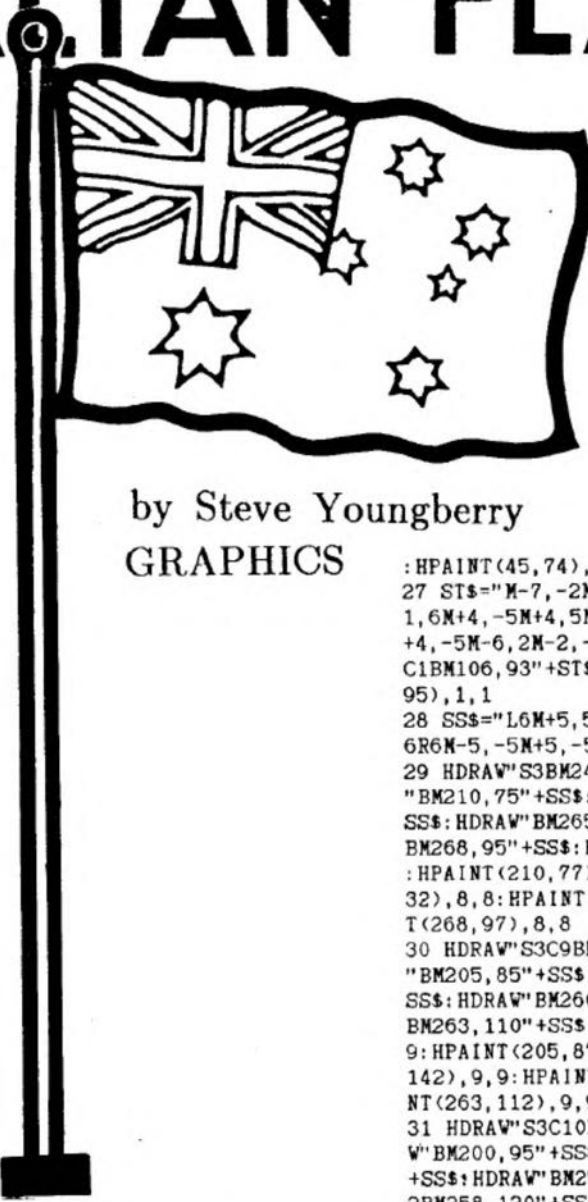 by Steve Youngberry
GRAPHICS
:HPAINT(45,74),
27 ST$="M-7,-2M
1,6M+4,-5M+4,5M
+4,-5M-6,2M-2,-
C1BM106,93"+ST$
95),1,1
28 SS$="L6M+5,5
6R6M-5,-5M+5,-5
29 HDRAW"S3BM24
"BM210,75"+SS$:
SS$:HDRAW"BM265
BM268,95"+SS$:H
:HPAINT(210,77)
32),8,8:HPAINT
T(268,97),8,8
30 HDRAW"S3C9BM
"BM205,85"+SS$
SS$:HDRAW"BM260
BM263,110"+SS$
9:HPAINT(205,87
142),9,9:HPAINT
NT(263,112),9,9
31 HDRAW"S3C10
W"BM200,95"+SS
+SS$:HDRAW"BM2